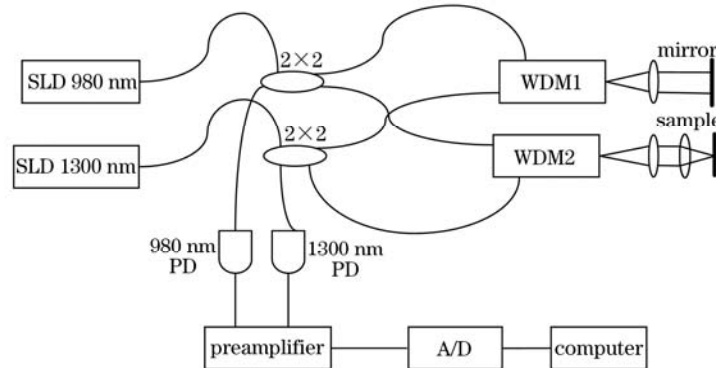 SLD 980 nm
2×2
WDM1
mirror
sample
SLD 1300 nm
2×2
WDM2
980 nm
PD
1300 nm
PD
preamplifier
A/D
computer